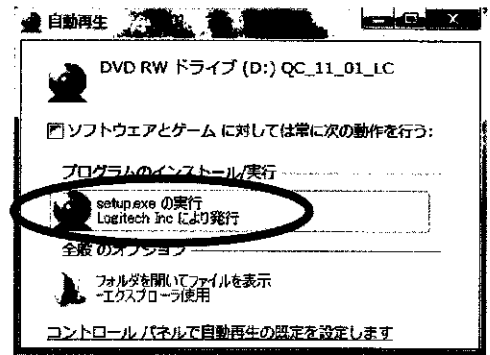 自動再生
DVD RW ドライブ (D:) QC_11_01_LC
ソフトウェアとゲーム に対しては常に次の動作を行う:
プログラムのインストール/実行
setup.exe の実行
Logitech Inc により発行
全般 のオプション
フォルダを開いてファイルを表示
-エクスプローラ使用
コントロール パネルで自動再生の既定を設定します